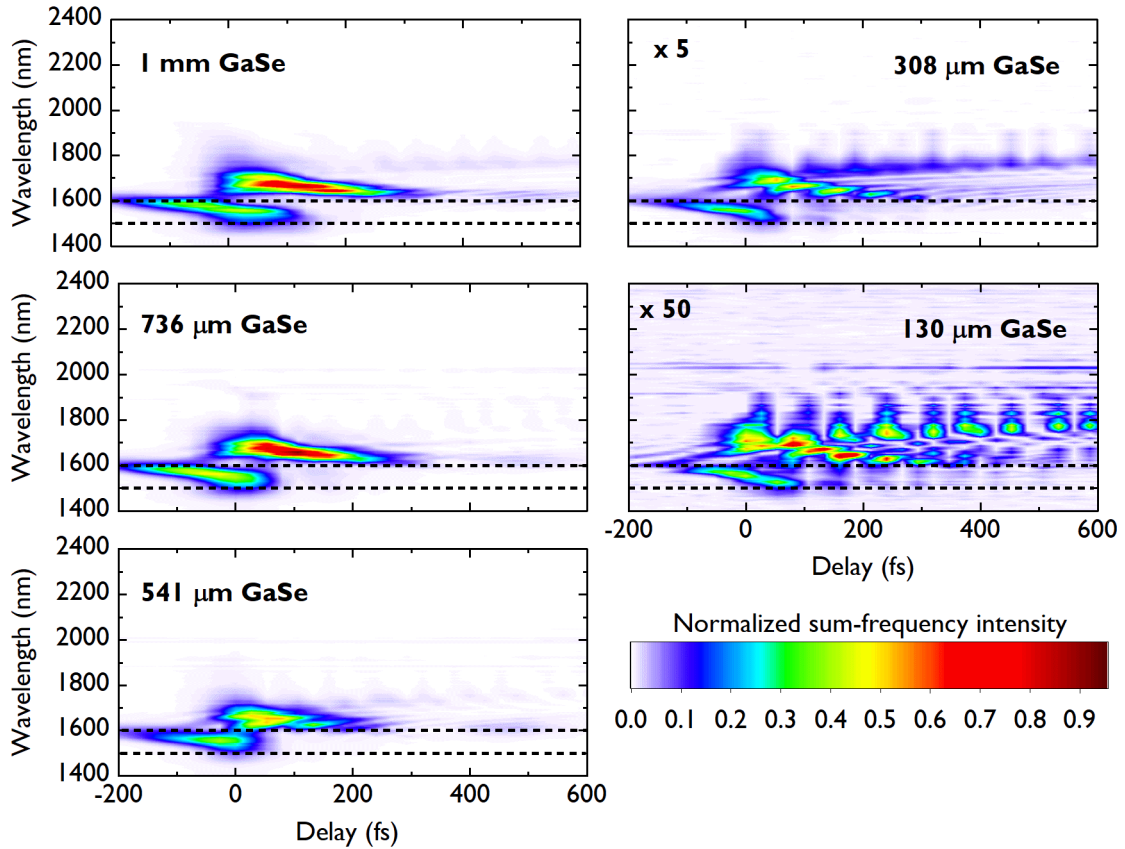 2400
2200
2000
1800
1600
1400
Wavelength (nm)
1 mm GaSe
x 5
308 μm GaSe
2400
2200
2000
1800
1600
1400
Wavelength (nm)
736 μm GaSe
x 50
130 μm GaSe
-200 0 200 400 600
Delay (fs)
2400
2200
2000
1800
1600
1400
Wavelength (nm)
541 μm GaSe
-200 0 200 400 600
Delay (fs)
Normalized sum-frequency intensity
0.0 0.1 0.2 0.3 0.4 0.5 0.6 0.7 0.8 0.9